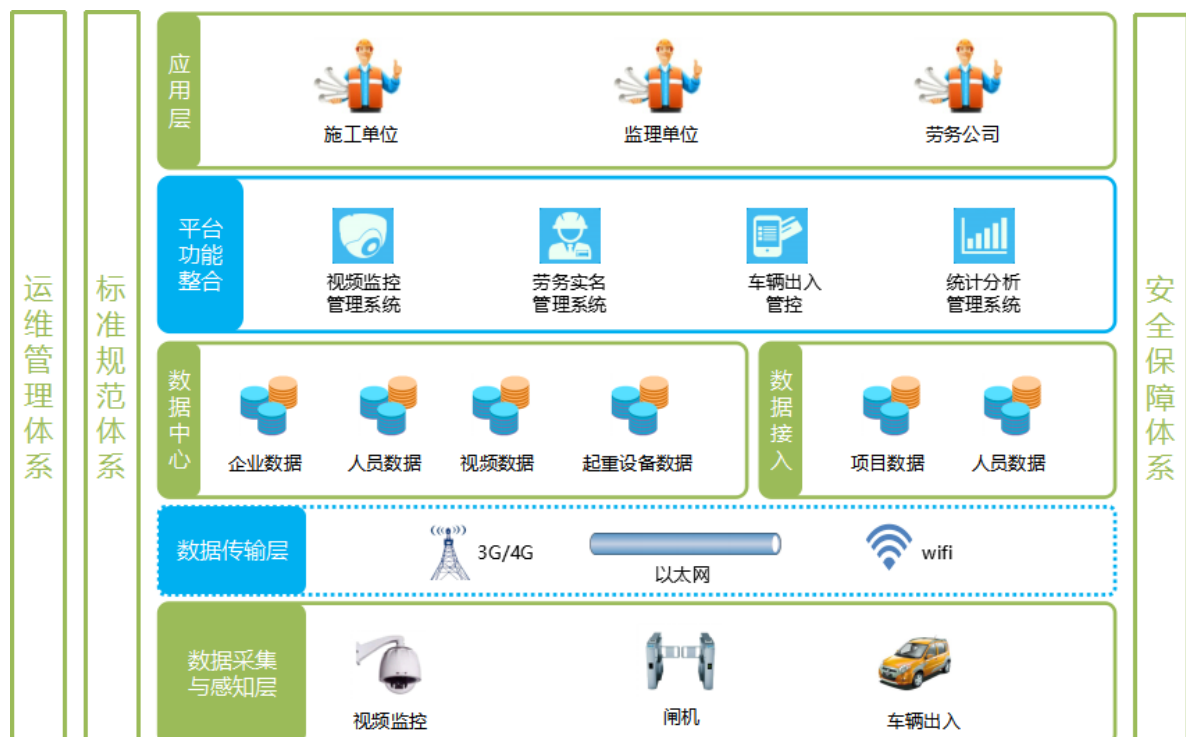 运维管理体系
标准规范体系
应用层
施工单位
监理单位
劳务公司
平台
功能
整合
视频监控
管理系统
劳务实名
管理系统
车辆出入
管控
统计分析
管理系统
数据中心
企业数据
人员数据
视频数据
起重设备数据
数据接入
项目数据
人员数据
数据传输层
3G/4G
以太网
wifi
数据采集
与感知层
视频监控
闸机
车辆出入
安全保障体系